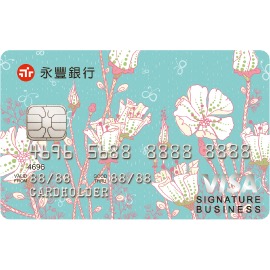 永豐銀行
4696 5688 8888 8888
4696
VALID FROM 88/88 GOOD THRU 88/88
CARDHOLDER
VISA
SIGNATURE
BUSINESS